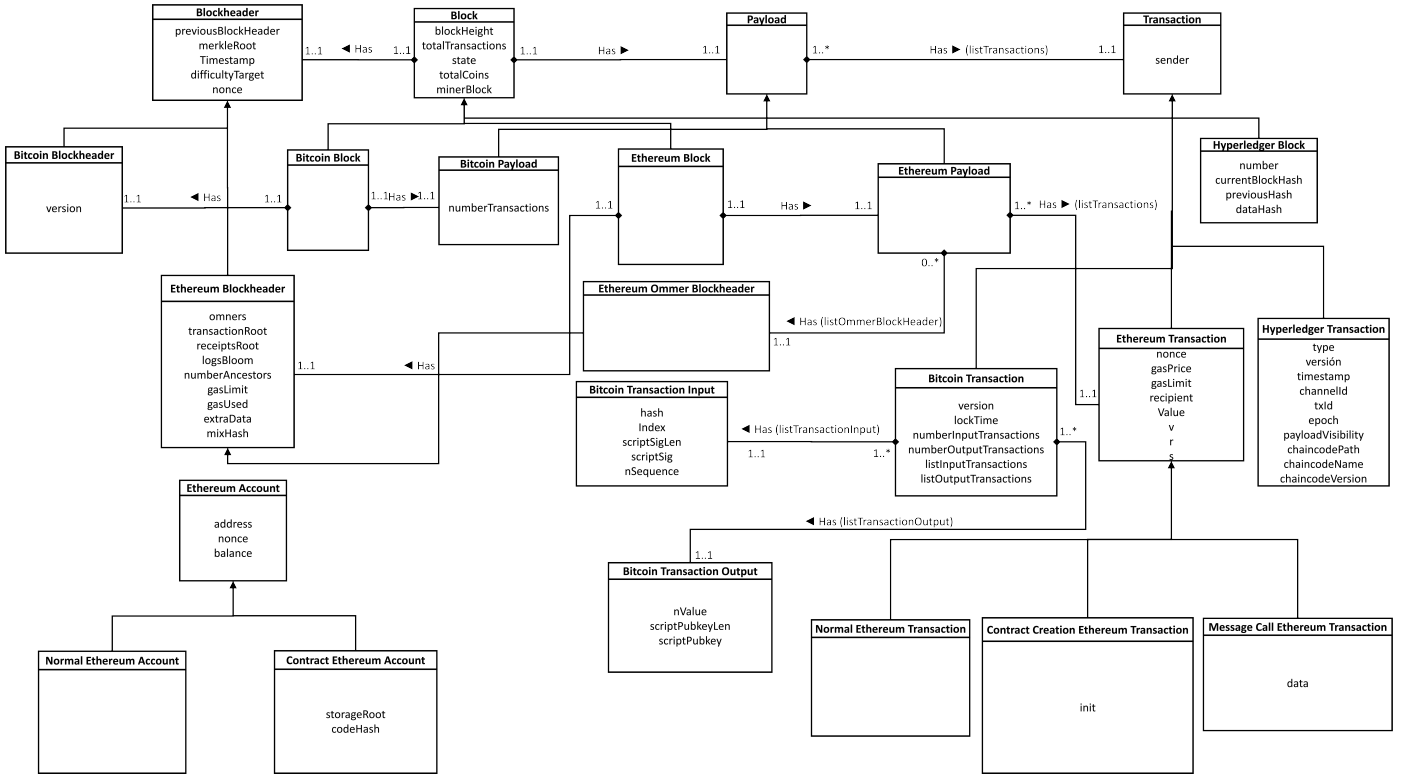 Blockheader
previousBlockHeader
merkleRoot
Timestamp
difficultyTarget
nonce
1..1
◄ Has
1..1
Block
blockHeight
totalTransactions
state
totalCoins
minerBlock
1..1
Has ►
1..1
Payload
1..*
Has ► (listTransactions)
1..1
Transaction
sender
Bitcoin Blockheader
version
1..1
◄ Has
1..1
Bitcoin Block
1..1
Has ►
1..1
Bitcoin Payload
numberTransactions
Ethereum Block
1..1
1..1
Has ►
1..1
Ethereum Payload
1..*
Has ► (listTransactions)
0..*
Hyperledger Block
number
currentBlockHash
previousHash
dataHash
Ethereum Blockheader
omners
transactionRoot
receiptsRoot
logsBloom
numberAncestors
gasLimit
gasUsed
extraData
mixHash
1..1
◄ Has
Ethereum Ommer Blockheader
◄ Has (listOmmerBlockHeader)
1..1
Bitcoin Transaction Input
hash
Index
scriptSigLen
scriptSig
nSequence
◄ Has (listTransactionInput)
1..1
1..*
Bitcoin Transaction
version
lockTime
numberInputTransactions
numberOutputTransactions
listInputTransactions
listOutputTransactions
1..*
1..1
Ethereum Transaction
nonce
gasPrice
gasLimit
recipient
Value
v
r
s
Hyperledger Transaction
type
versión
timestamp
channelId
txId
epoch
payloadVisibility
chaincodePath
chaincodeName
chaincodeVersion
Ethereum Account
address
nonce
balance
◄ Has (listTransactionOutput)
1..1
Bitcoin Transaction Output
nValue
scriptPubkeyLen
scriptPubkey
Normal Ethereum Account
Contract Ethereum Account
storageRoot
codeHash
Normal Ethereum Transaction
Contract Creation Ethereum Transaction
init
Message Call Ethereum Transaction
data